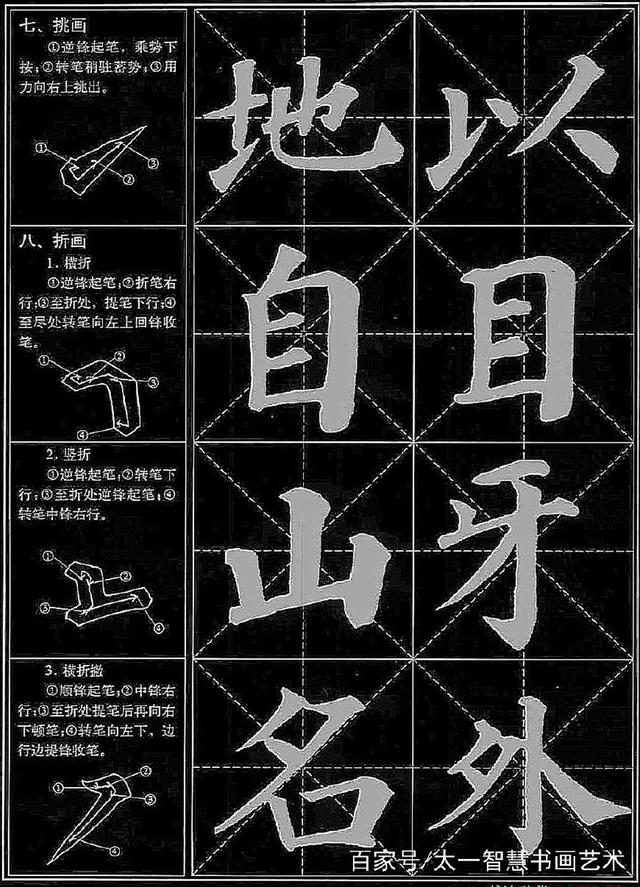 七、挑画
①逆锋起笔，乘势下
按；②转笔稍驻蓄势；③用
力向右上挑出。
①
③
②
地以
八、折画
1. 横折
①逆锋起笔；②折笔右
行；③至折处，提笔下行；④
至尽处转笔向左上回锋收
笔。
①
②
③
④
自目
2. 竖折
①逆锋起笔；②转笔下
行；③至折处逆锋起笔；④
转笔中锋右行。
①
②
③
④
山牙
3. 横折撇
①顺锋起笔；②中锋右
行；③至折处提笔后再向右
下顿笔；④转笔向左下，边
行边提锋收笔。
①
②
③
④
名外
百家号/太一智慧书画艺术